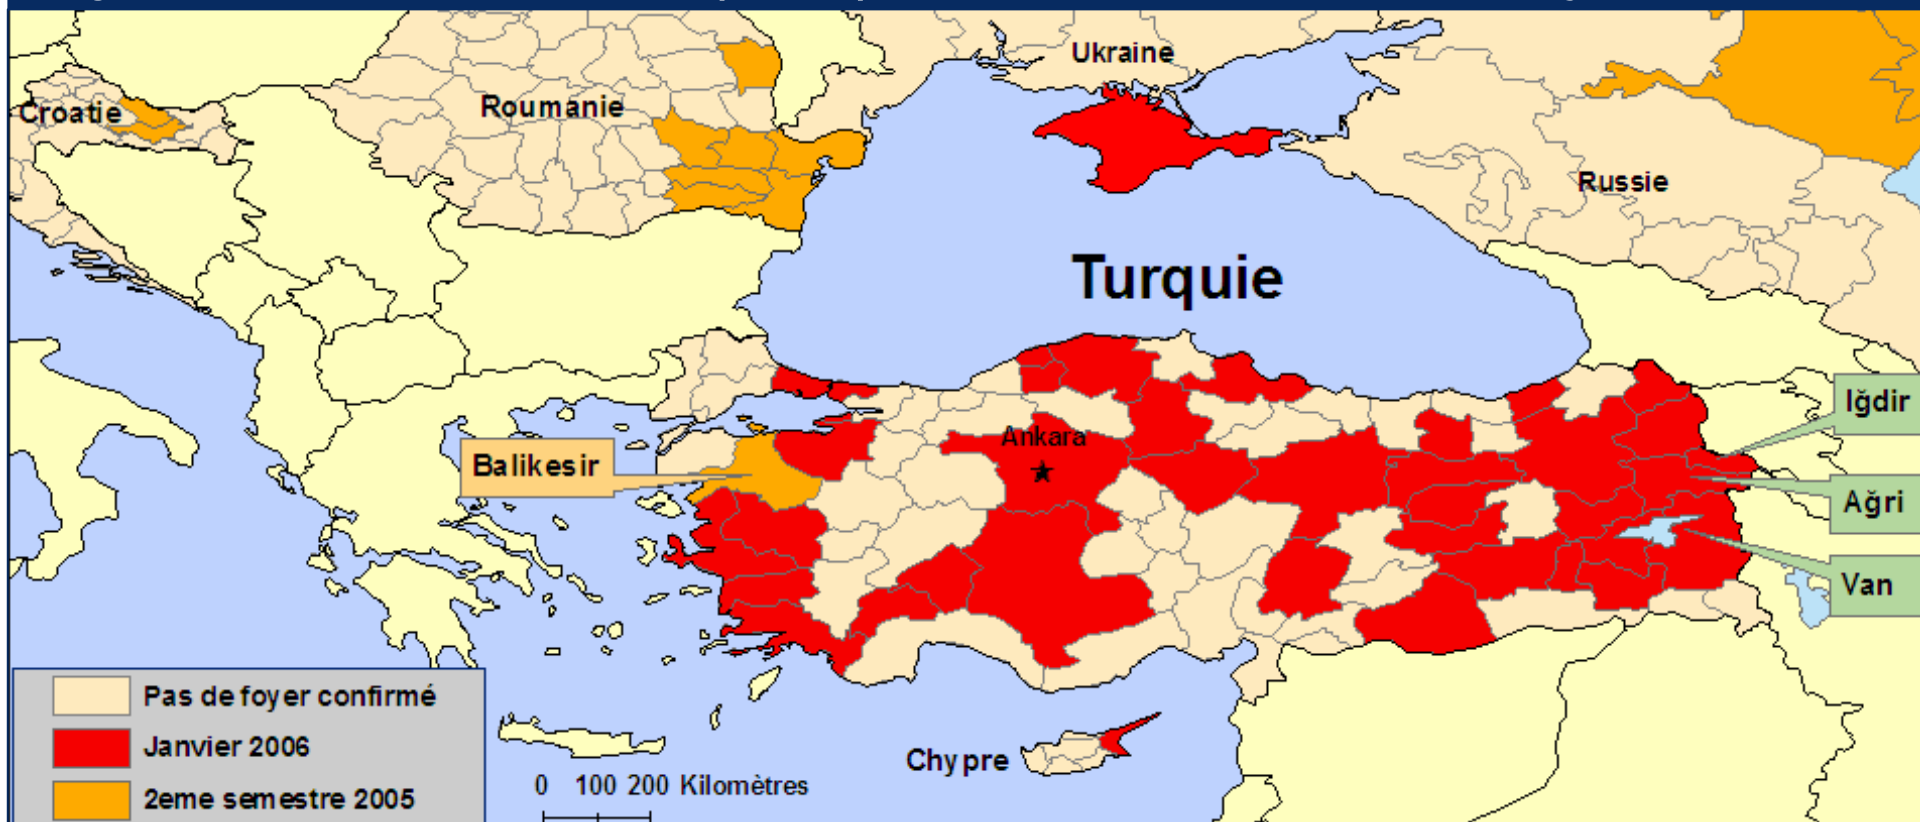 Ukraine
Croatie
Roumanie
Russie
Turquie
Iğdir
Ankara
Balikesir
Ağri
Van
Pas de foyer confirmé
Janvier 2006
2eme semestre 2005
Chypre
0 100 200 Kilomètres